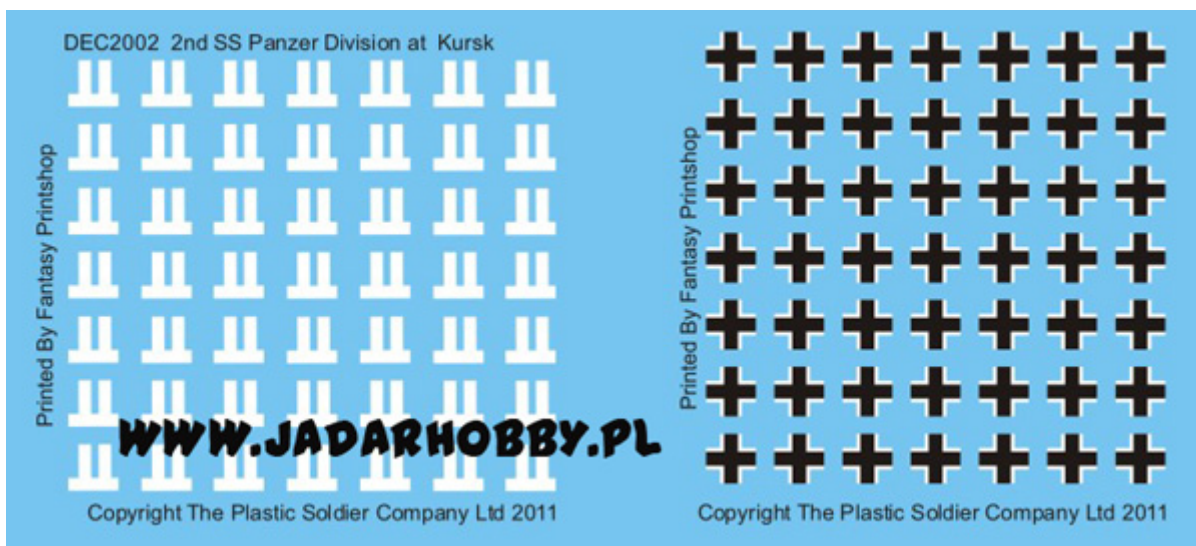 DEC2002 2nd SS Panzer Division at Kursk
Printed By Fantasy Printshop
WWW.JADARHOBBY.PL
Copyright The Plastic Soldier Company Ltd 2011
Printed By Fantasy Printshop
Copyright The Plastic Soldier Company Ltd 2011